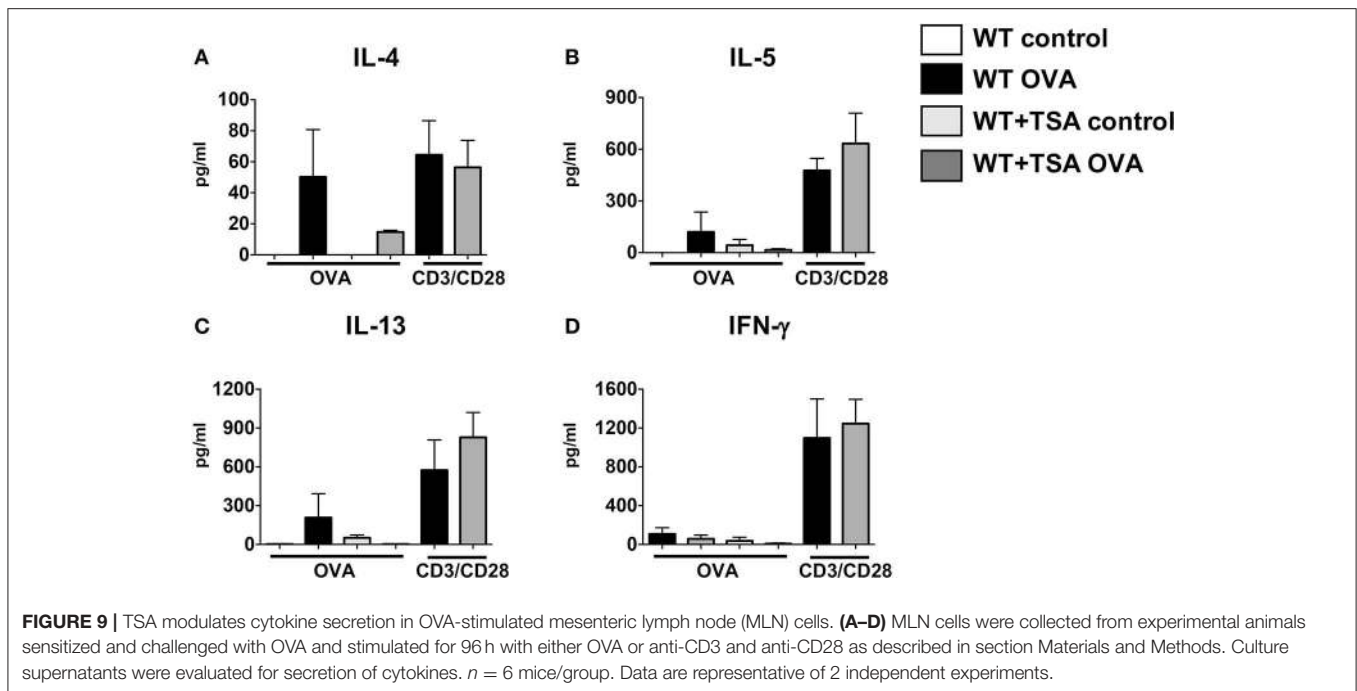 A
IL-4
100
80
60
40
20
0
pg/ml
OVA
CD3/CD28
B
IL-5
900
600
300
0
pg/ml
OVA
CD3/CD28
WT control
WT OVA
WT+TSA control
WT+TSA OVA
C
IL-13
1200
900
600
300
0
pg/ml
OVA
CD3/CD28
D
IFN-γ
1600
1200
800
400
0
pg/ml
OVA
CD3/CD28
FIGURE 9 | TSA modulates cytokine secretion in OVA-stimulated mesenteric lymph node (MLN) cells. (A–D) MLN cells were collected from experimental animals
sensitized and challenged with OVA and stimulated for 96 h with either OVA or anti-CD3 and anti-CD28 as described in section Materials and Methods. Culture
supernatants were evaluated for secretion of cytokines. n = 6 mice/group. Data are representative of 2 independent experiments.